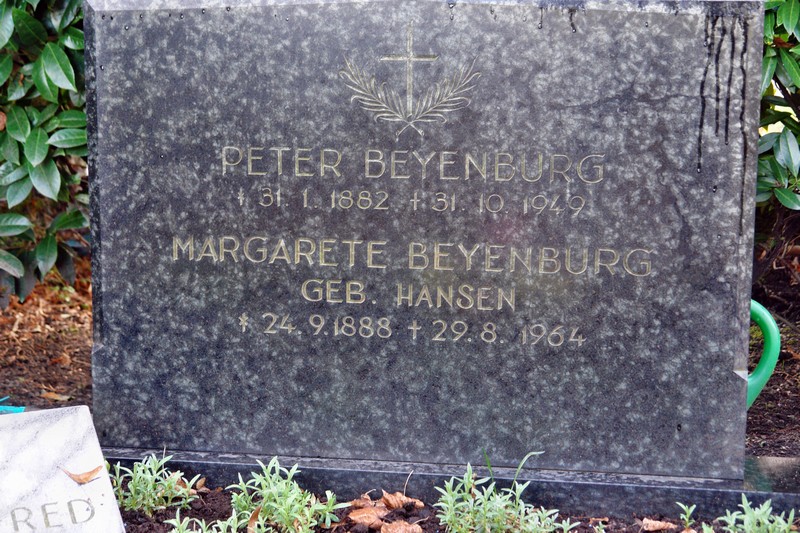 PETER BEYENBURG
* 31. 1. 1882 † 31. 10. 1949
MARGARETE BEYENBURG
GEB. HANSEN
* 24. 9. 1888 † 29. 8. 1964
RED